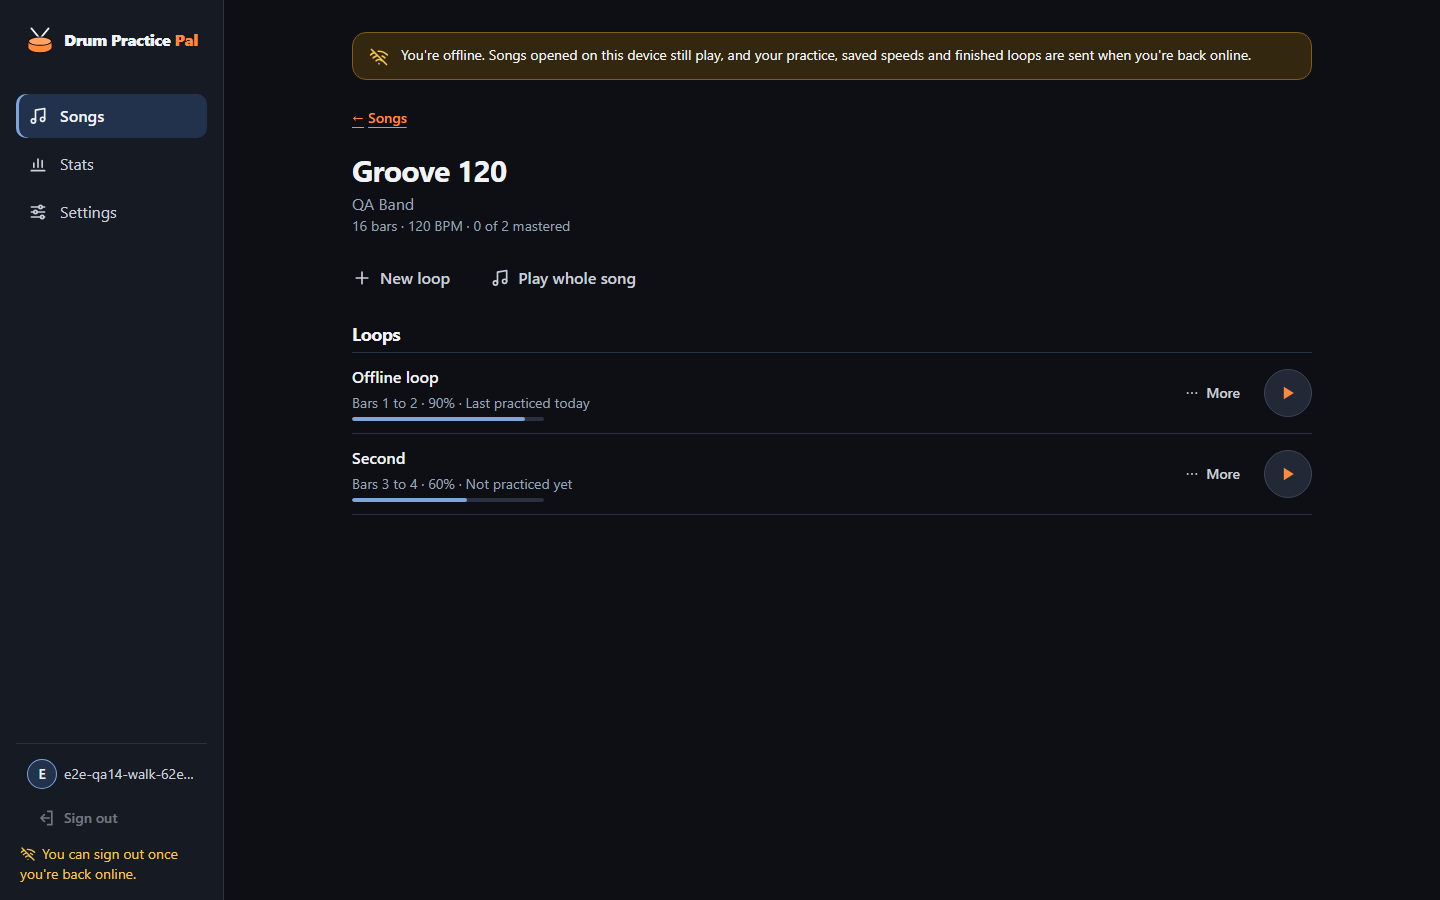 Drum Practice Pal
Songs
Stats
Settings
E
e2e-qa14-walk-62e...
Sign out
You can sign out once
you're back online.
You're offline. Songs opened on this device still play, and your practice, saved speeds and finished loops are sent when you're back online.
← Songs
Groove 120
QA Band
16 bars · 120 BPM · 0 of 2 mastered
+ New loop
Play whole song
Loops
Offline loop
Bars 1 to 2 · 90% · Last practiced today
··· More
Second
Bars 3 to 4 · 60% · Not practiced yet
··· More